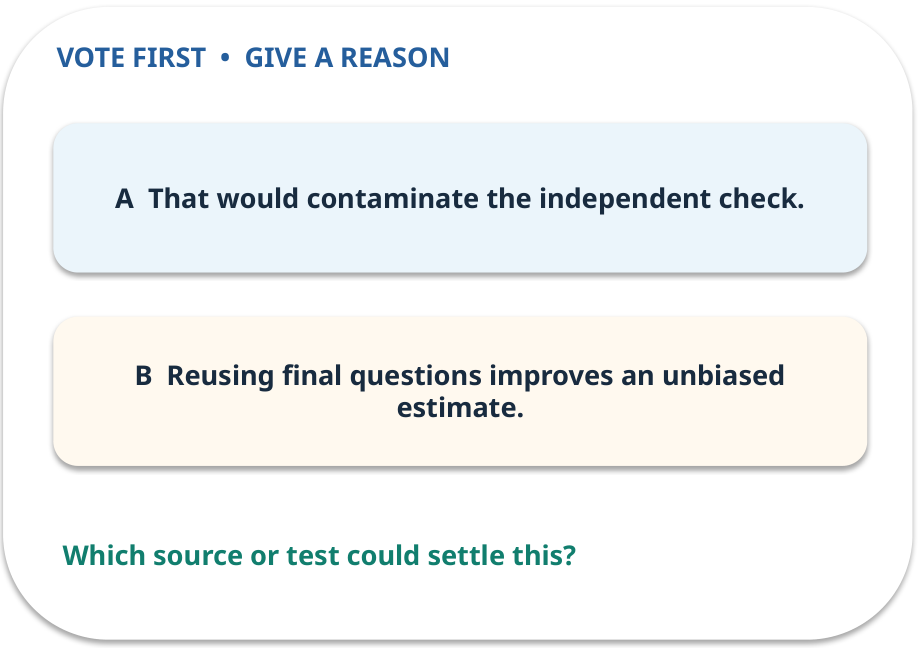 VOTE FIRST • GIVE A REASON
A That would contaminate the independent check.
B Reusing final questions improves an unbiased
estimate.
Which source or test could settle this?